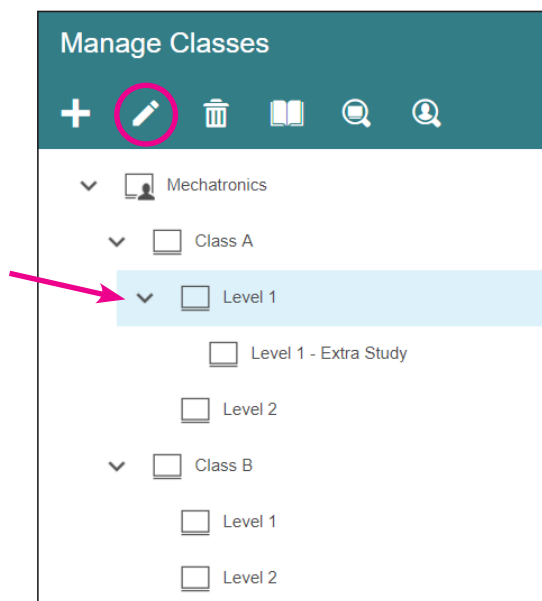 Manage Classes
Mechatronics
Class A
Level 1
Level 1 - Extra Study
Level 2
Class B
Level 1
Level 2